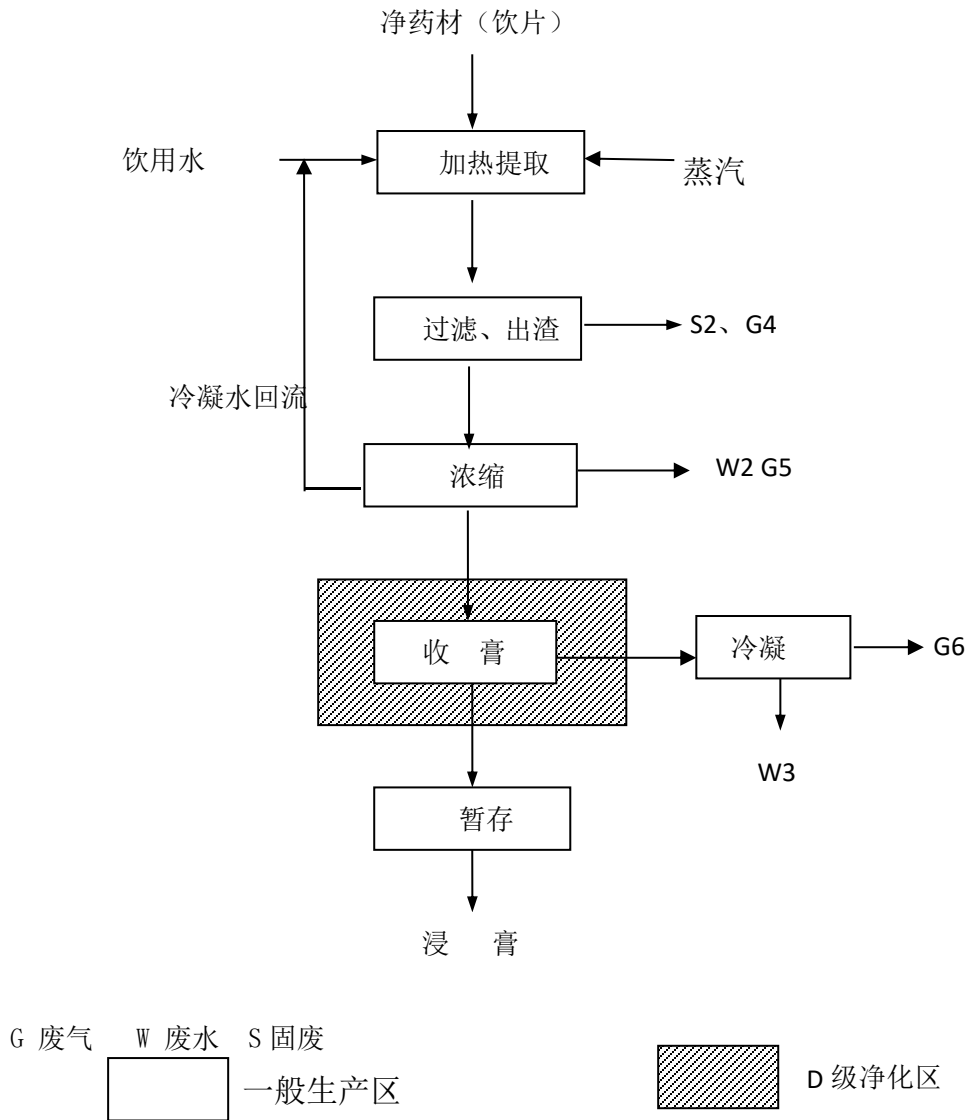 净药材（饮片）
饮用水
加热提取
蒸汽
过滤、出渣
S2、G4
冷凝水回流
浓缩
W2 G5
收 膏
冷凝
G6
W3
暂存
浸 膏
G 废气 W 废水 S 固废
一般生产区
D 级净化区